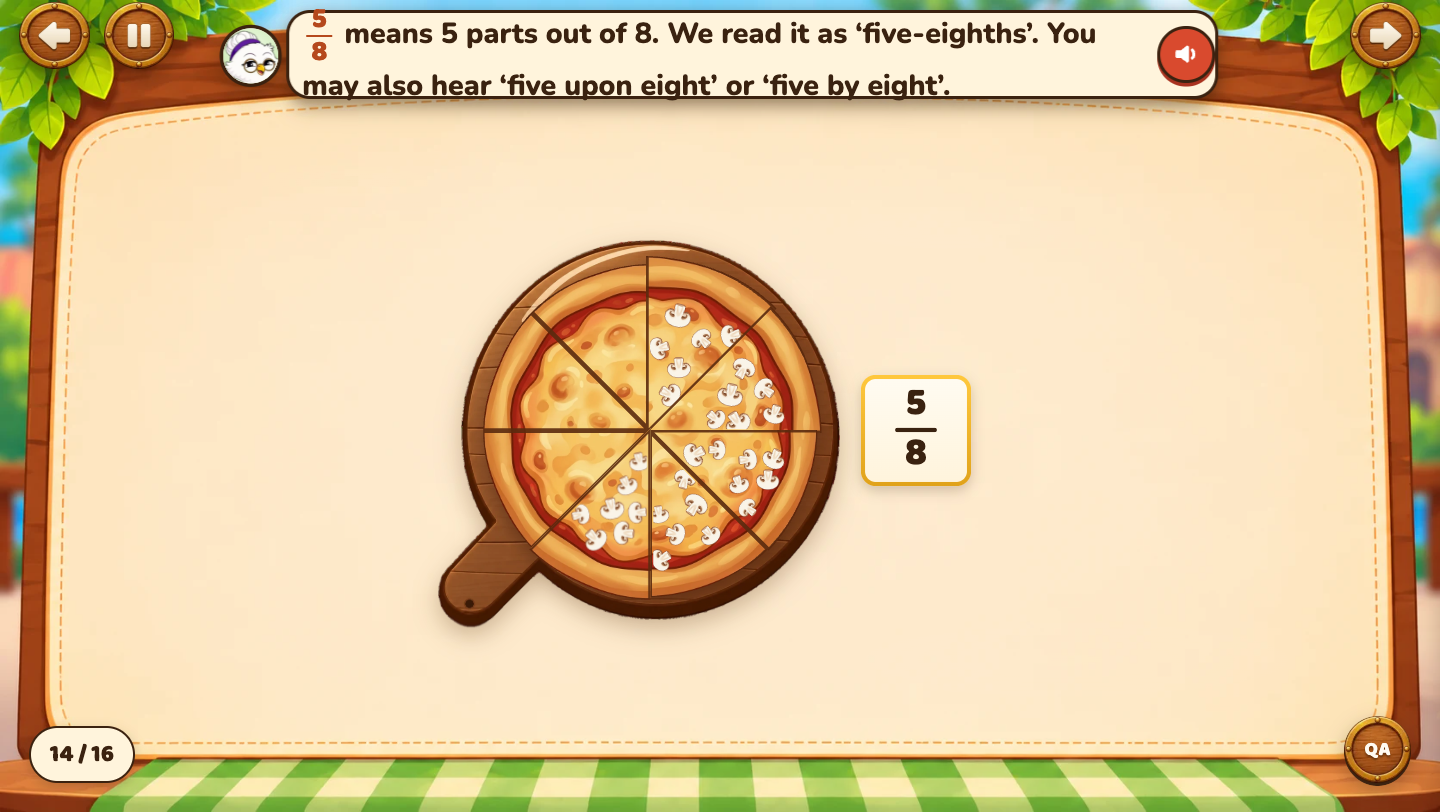 5/8 means 5 parts out of 8. We read it as ‘five-eighths’. You
may also hear ‘five upon eight’ or ‘five by eight’.
5
8
14 / 16
QA